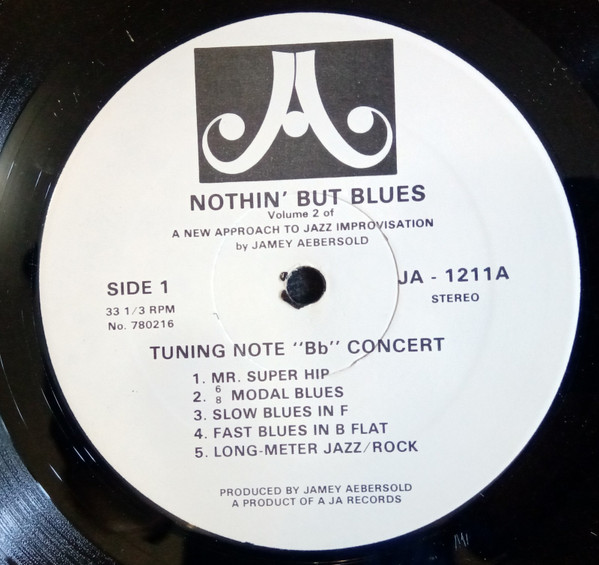 NOTHIN' BUT BLUES
Volume 2 of
A NEW APPROACH TO JAZZ IMPROVISATION
by JAMEY AEBERSOLD
SIDE 1
33 1/3 RPM
No. 780216
JA - 1211A
STEREO
TUNING NOTE "Bb" CONCERT
1. MR. SUPER HIP
2. 6/8 MODAL BLUES
3. SLOW BLUES IN F
4. FAST BLUES IN B FLAT
5. LONG-METER JAZZ/ROCK
PRODUCED BY JAMEY AEBERSOLD
A PRODUCT OF A JA RECORDS